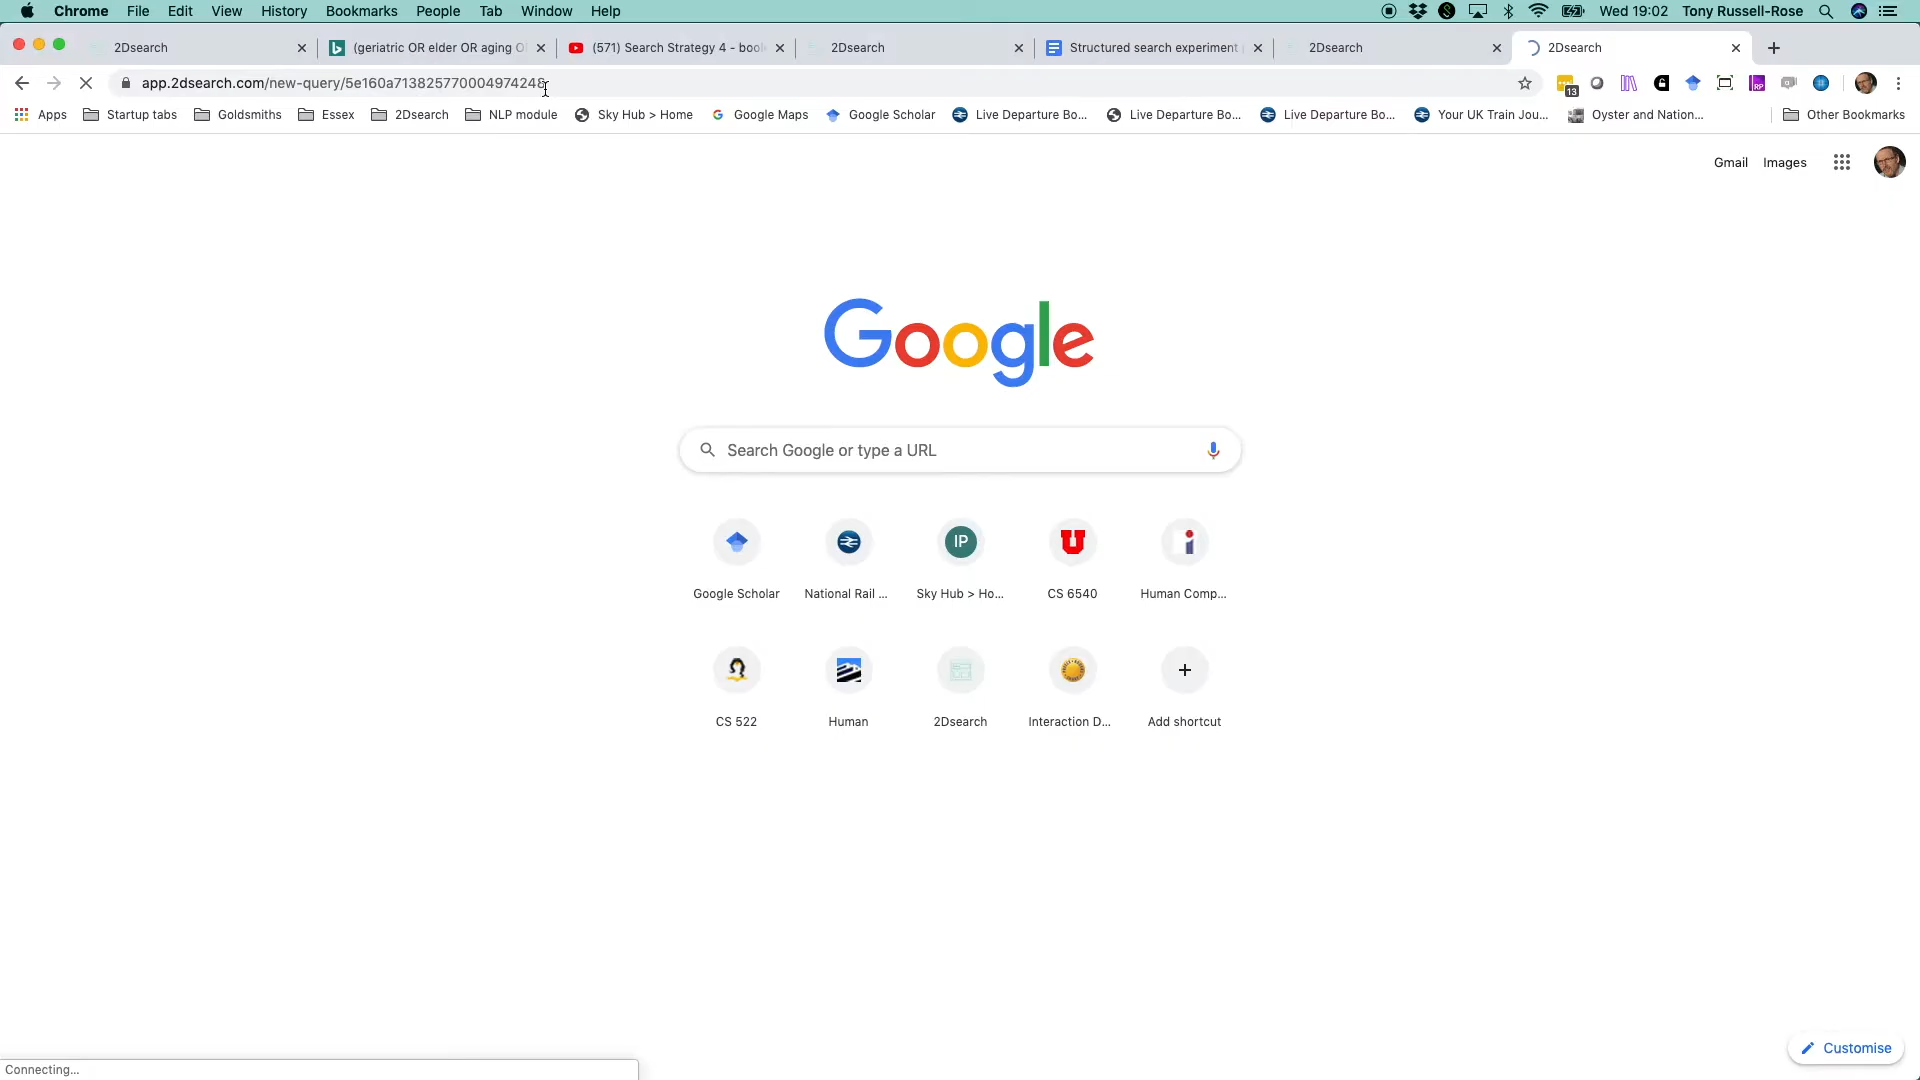 Chrome File Edit View History Bookmarks People Tab Window Help Wed 19:02 Tony Russell-Rose
2Dsearch (geriatric OR elder OR aging O (571) Search Strategy 4 - book 2Dsearch Structured search experiment 2Dsearch 2Dsearch
app.2dsearch.com/new-query/5e160a713825770004974248 13 RP
Apps Startup tabs Goldsmiths Essex 2Dsearch NLP module Sky Hub > Home Google Maps Google Scholar Live Departure Bo... Live Departure Bo... Live Departure Bo... Your UK Train Jou... Oyster and Nation... Other Bookmarks
Gmail Images
Google
Search Google or type a URL
IP
Google Scholar National Rail ... Sky Hub > Ho... CS 6540 Human Comp...
CS 522 Human 2Dsearch Interaction D... Add shortcut
Customise
Connecting...